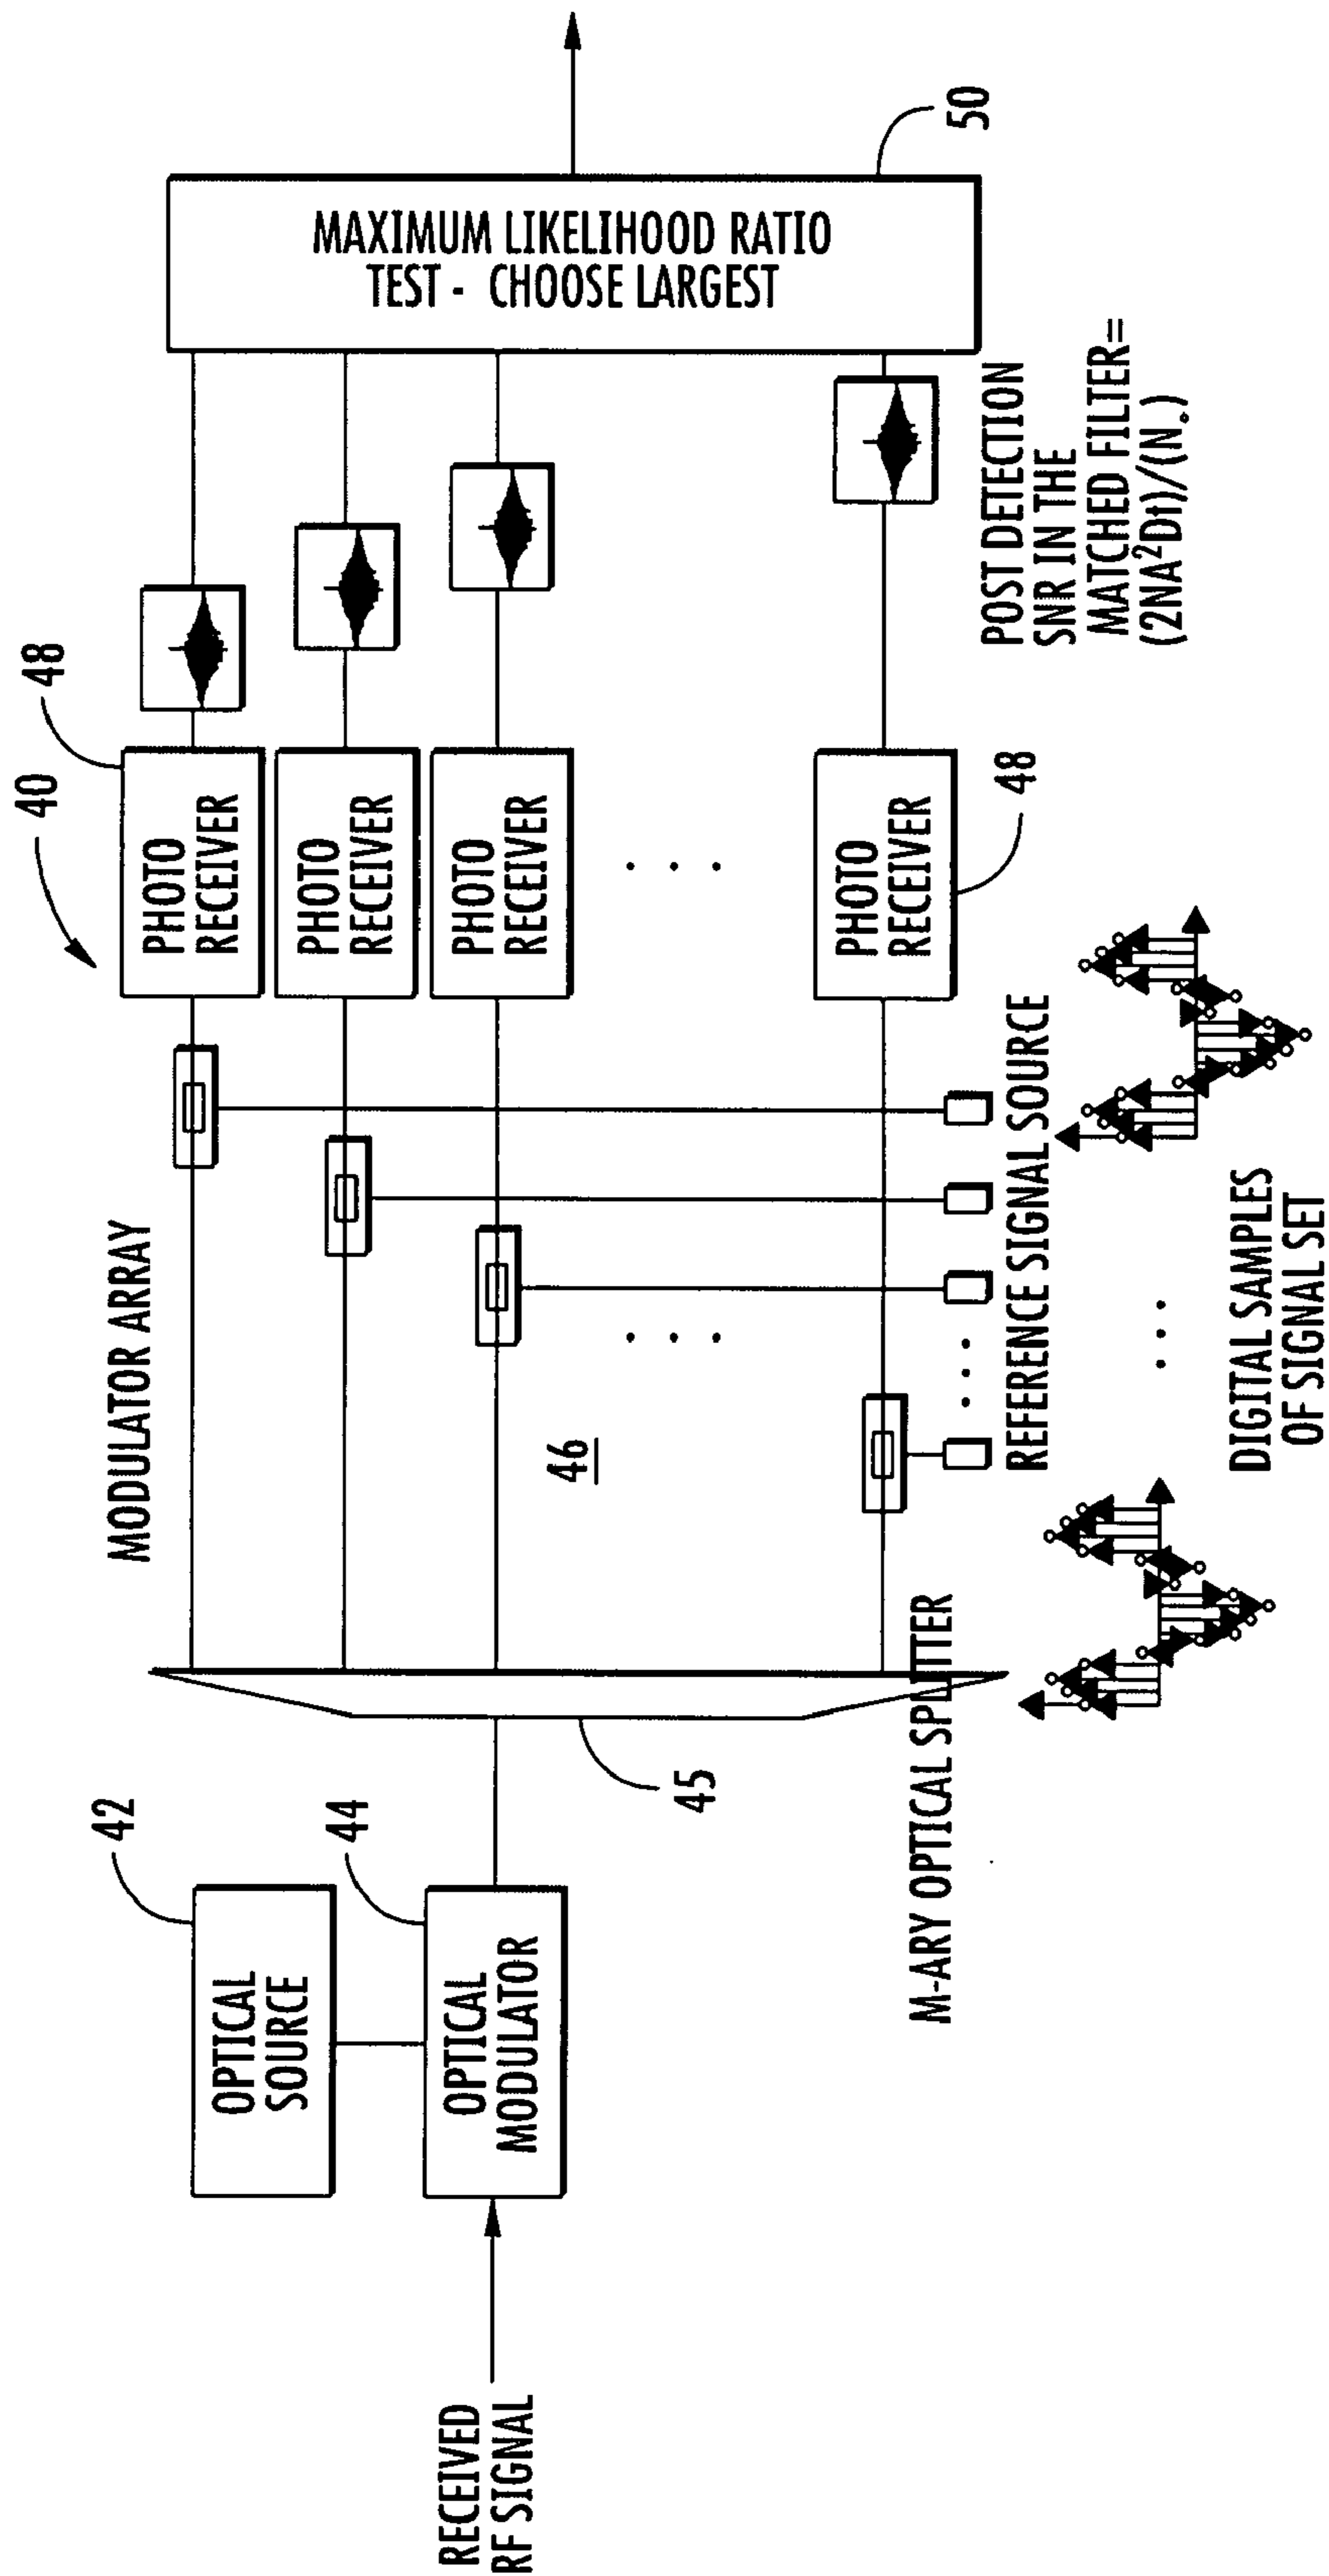 RECEIVED
RF SIGNAL
OPTICAL
SOURCE
42
OPTICAL
MODULATOR
44
45
M-ARY OPTICAL SPLITTER
MODULATOR ARRAY
46
REFERENCE SIGNAL SOURCE
DIGITAL SAMPLES
OF SIGNAL SET
40
48
PHOTO
RECEIVER
PHOTO
RECEIVER
PHOTO
RECEIVER
PHOTO
RECEIVER
48
POST DETECTION
SNR IN THE
MATCHED FILTER=
(2NA²Dt)/(N₀)
MAXIMUM LIKELIHOOD RATIO
TEST - CHOOSE LARGEST
50